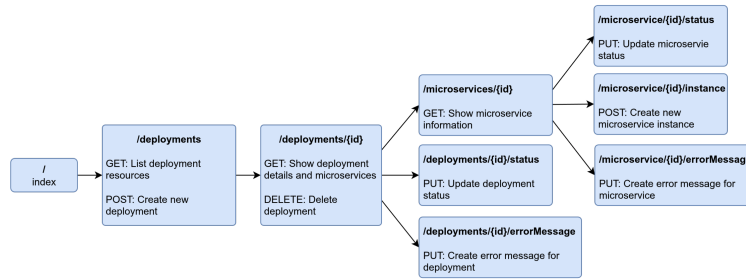 /
index
/deployments
GET: List deployment
resources
POST: Create new
deployment
/deployments/{id}
GET: Show deployment
details and microservices
DELETE: Delete
deployment
/microservices/{id}
GET: Show microservice
information
/deployments/{id}/status
PUT: Update deployment
status
/deployments/{id}/errorMessage
PUT: Create error message for
deployment
/microservice/{id}/status
PUT: Update microservie
status
/microservice/{id}/instance
POST: Create new
microservice instance
/microservice/{id}/errorMessag
PUT: Create error message for
microservice